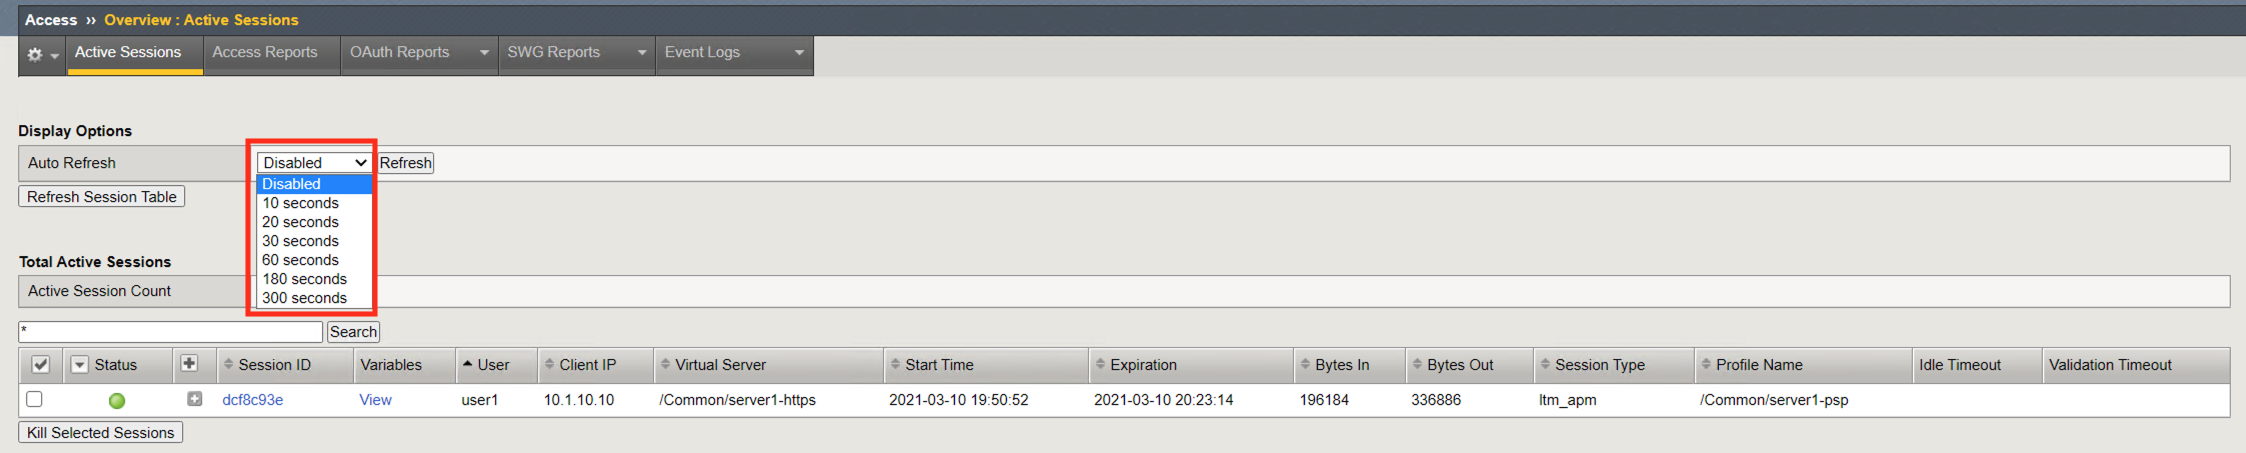 Access ›› Overview : Active Sessions
Active Sessions Access Reports OAuth Reports SWG Reports Event Logs
Display Options
Auto Refresh Disabled Refresh
Disabled
Refresh Session Table
10 seconds
20 seconds
30 seconds
60 seconds
180 seconds
300 seconds
Total Active Sessions
Active Session Count
* Search
Status Session ID Variables User Client IP Virtual Server Start Time Expiration Bytes In Bytes Out Session Type Profile Name Idle Timeout Validation Timeout
dcf8c93e View user1 10.1.10.10 /Common/server1-https 2021-03-10 19:50:52 2021-03-10 20:23:14 196184 336886 ltm_apm /Common/server1-psp
Kill Selected Sessions